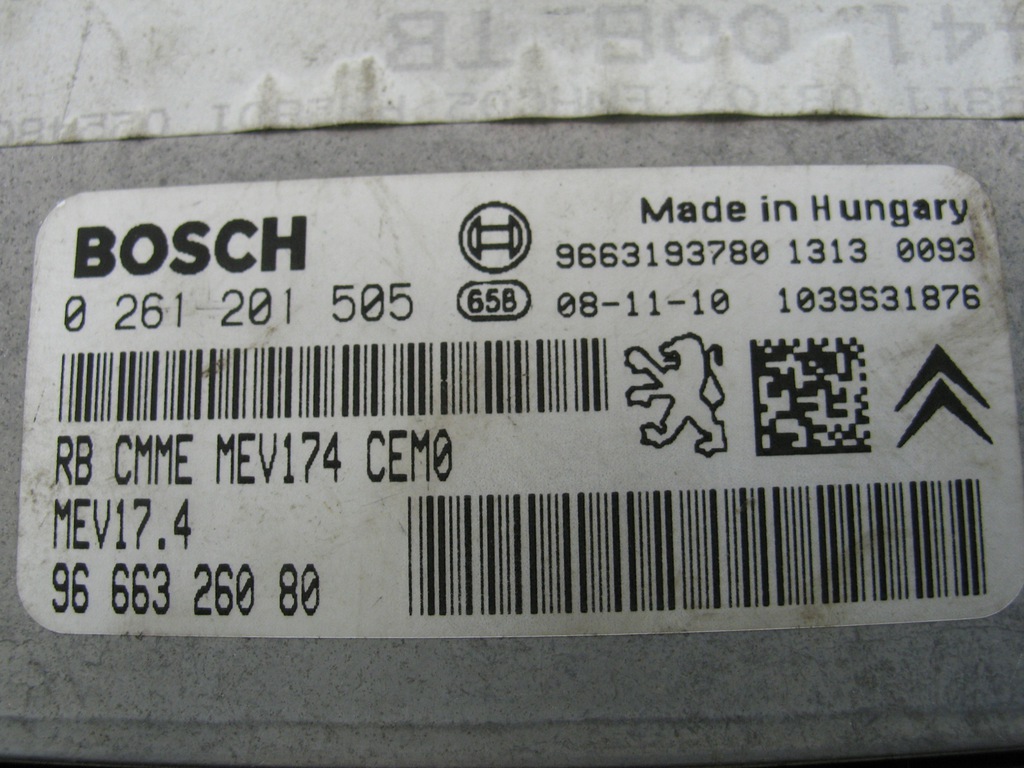 BOSCH
Made in Hungary
9663193780 1313 0093
0 261 201 505
65B 08-11-10 1039S31876
RB CMME MEV174 CEM0
MEV17.4
96 663 260 80